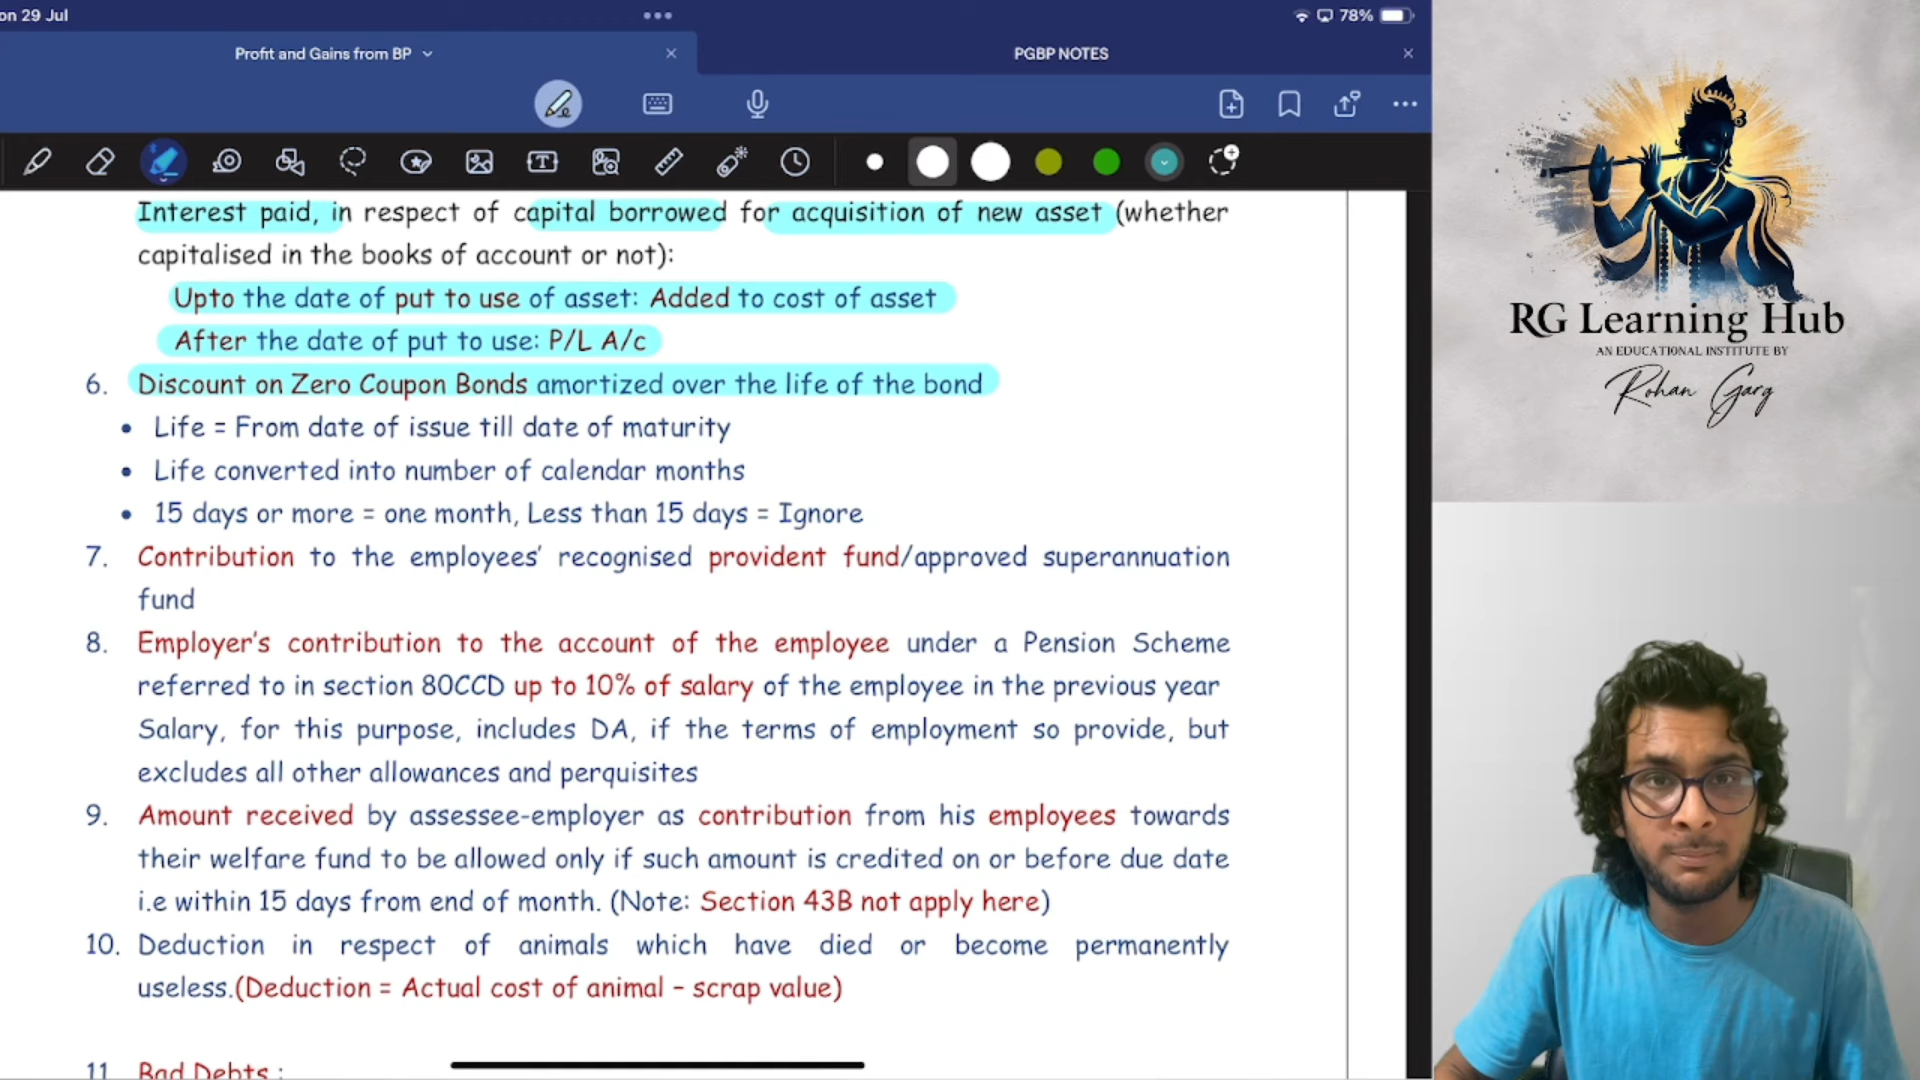 on 29 Jul
78%
Profit and Gains from BP
PGBP NOTES
Interest paid, in respect of capital borrowed for acquisition of new asset (whether
capitalised in the books of account or not):
Upto the date of put to use of asset: Added to cost of asset
After the date of put to use: P/L A/c
6. Discount on Zero Coupon Bonds amortized over the life of the bond
• Life = From date of issue till date of maturity
• Life converted into number of calendar months
• 15 days or more = one month, Less than 15 days = Ignore
7. Contribution to the employees' recognised provident fund/approved superannuation
fund
8. Employer's contribution to the account of the employee under a Pension Scheme
referred to in section 80CCD up to 10% of salary of the employee in the previous year
Salary, for this purpose, includes DA, if the terms of employment so provide, but
excludes all other allowances and perquisites
9. Amount received by assessee-employer as contribution from his employees towards
their welfare fund to be allowed only if such amount is credited on or before due date
i.e within 15 days from end of month. (Note: Section 43B not apply here)
10. Deduction in respect of animals which have died or become permanently
useless.(Deduction = Actual cost of animal – scrap value)
11 Bad Debts :
RG Learning Hub
AN EDUCATIONAL INSTITUTE BY
Rohan Garg